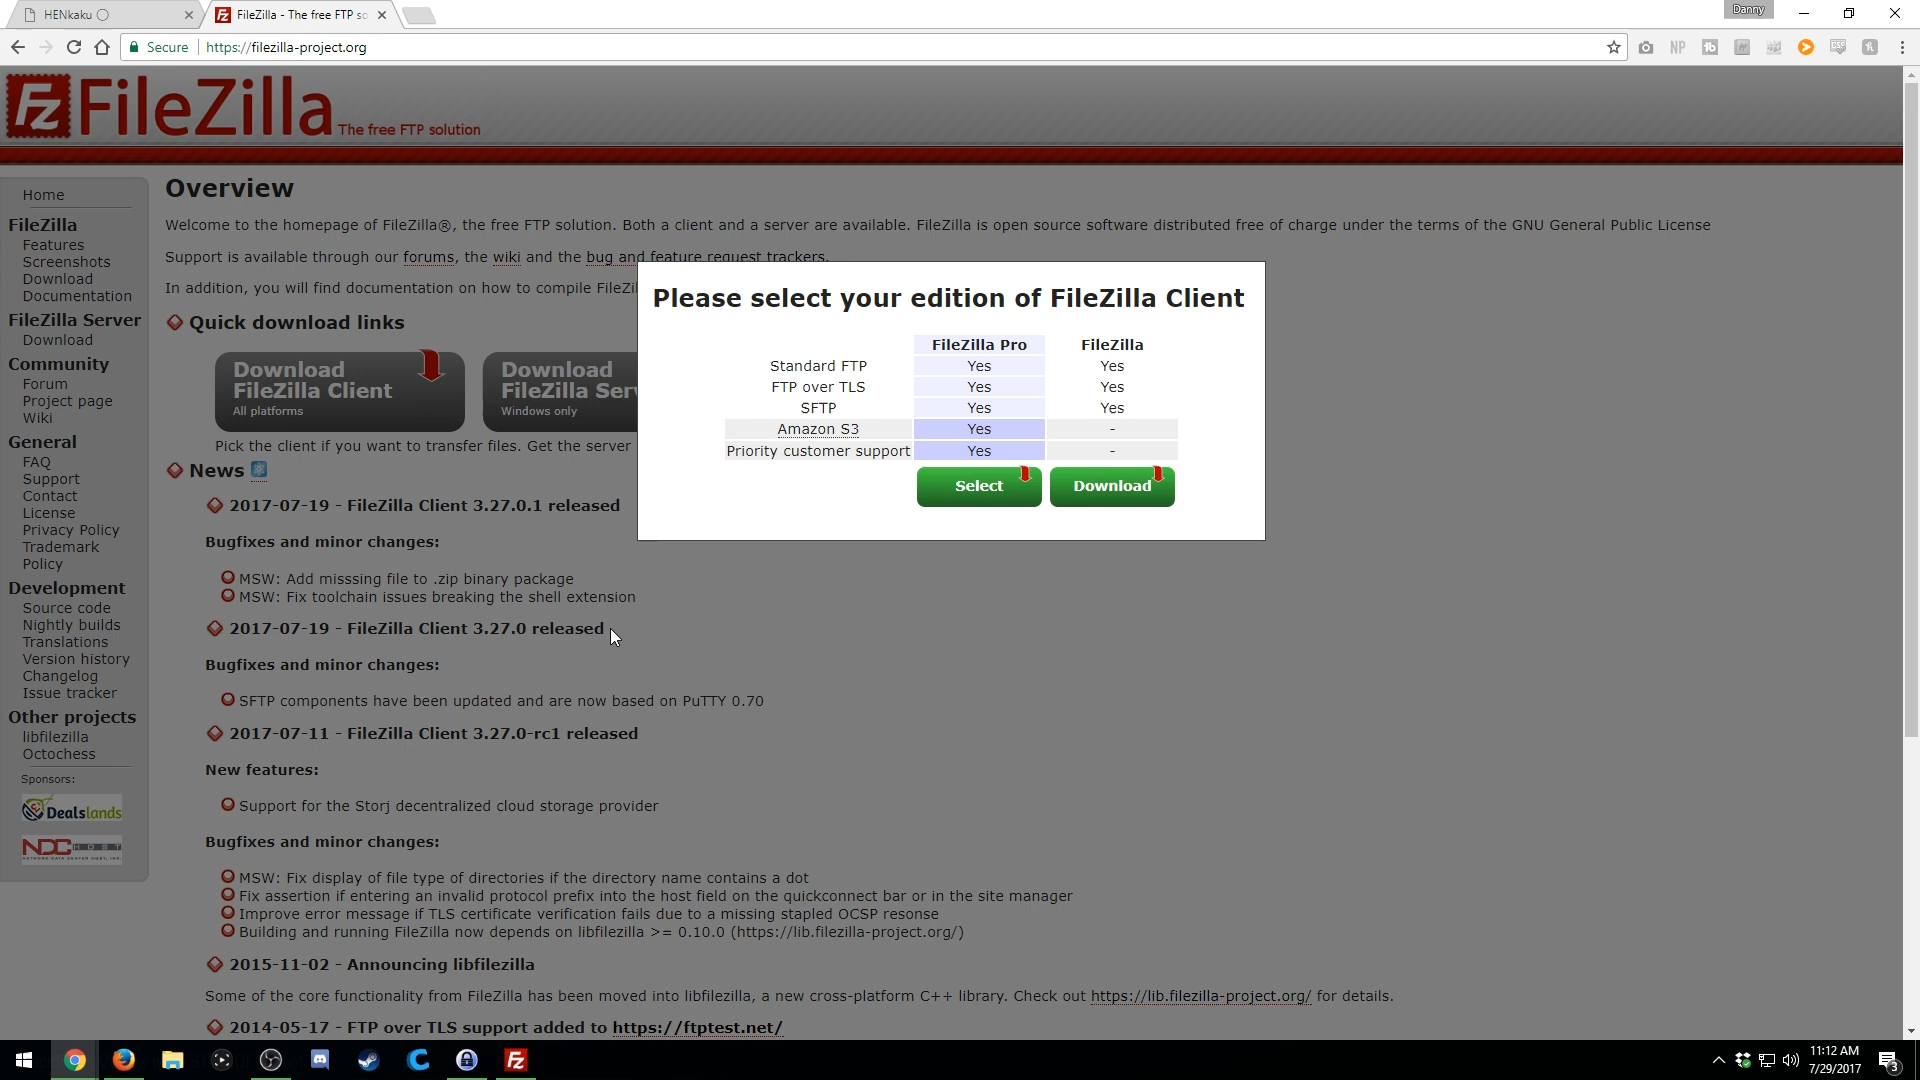 HENkaku
FileZilla - The free FTP so
Danny
Secure
https://filezilla-project.org
NP
Fz FileZilla The free FTP solution
Home
FileZilla
Features
Screenshots
Download
Documentation
FileZilla Server
Download
Community
Forum
Project page
Wiki
General
FAQ
Support
Contact
License
Privacy Policy
Trademark
Policy
Development
Source code
Nightly builds
Translations
Version history
Changelog
Issue tracker
Other projects
libfilezilla
Octochess
Sponsors:
Dealslands
NDC HOST
Overview
Welcome to the homepage of FileZilla®, the free FTP solution. Both a client and a server are available. FileZilla is open source software distributed free of charge under the terms of the GNU General Public License
Support is available through our forums, the wiki and the bug and feature request trackers.
In addition, you will find documentation on how to compile FileZil
Quick download links
Download
FileZilla Client
All platforms
Download
FileZilla Serv
Windows only
Pick the client if you want to transfer files. Get the server
News
2017-07-19 - FileZilla Client 3.27.0.1 released
Bugfixes and minor changes:
MSW: Add misssing file to .zip binary package
MSW: Fix toolchain issues breaking the shell extension
2017-07-19 - FileZilla Client 3.27.0 released
Bugfixes and minor changes:
SFTP components have been updated and are now based on PuTTY 0.70
2017-07-11 - FileZilla Client 3.27.0-rc1 released
New features:
Support for the Storj decentralized cloud storage provider
Bugfixes and minor changes:
MSW: Fix display of file type of directories if the directory name contains a dot
Fix assertion if entering an invalid protocol prefix into the host field on the quickconnect bar or in the site manager
Improve error message if TLS certificate verification fails due to a missing stapled OCSP resonse
Building and running FileZilla now depends on libfilezilla >= 0.10.0 (https://lib.filezilla-project.org/)
2015-11-02 - Announcing libfilezilla
Some of the core functionality from FileZilla has been moved into libfilezilla, a new cross-platform C++ library. Check out https://lib.filezilla-project.org/ for details.
2014-05-17 - FTP over TLS support added to https://ftptest.net/
Please select your edition of FileZilla Client
FileZilla Pro FileZilla
Standard FTP Yes Yes
FTP over TLS Yes Yes
SFTP Yes Yes
Amazon S3 Yes -
Priority customer support Yes -
Select Download
11:12 AM
7/29/2017
3